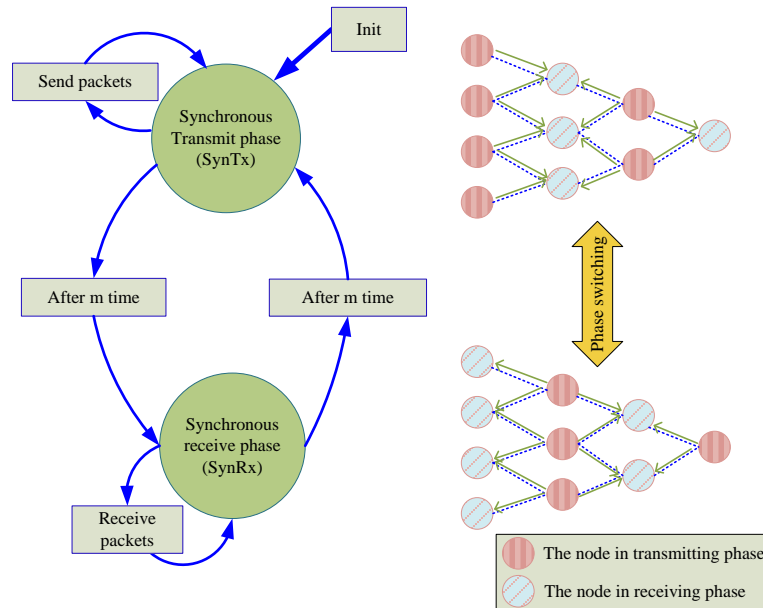 Init
Send packets
Synchronous
Transmit phase
(SynTx)
After m time
After m time
Synchronous
receive phase
(SynRx)
Receive
packets
Phase switching
The node in transmitting phase
The node in receiving phase